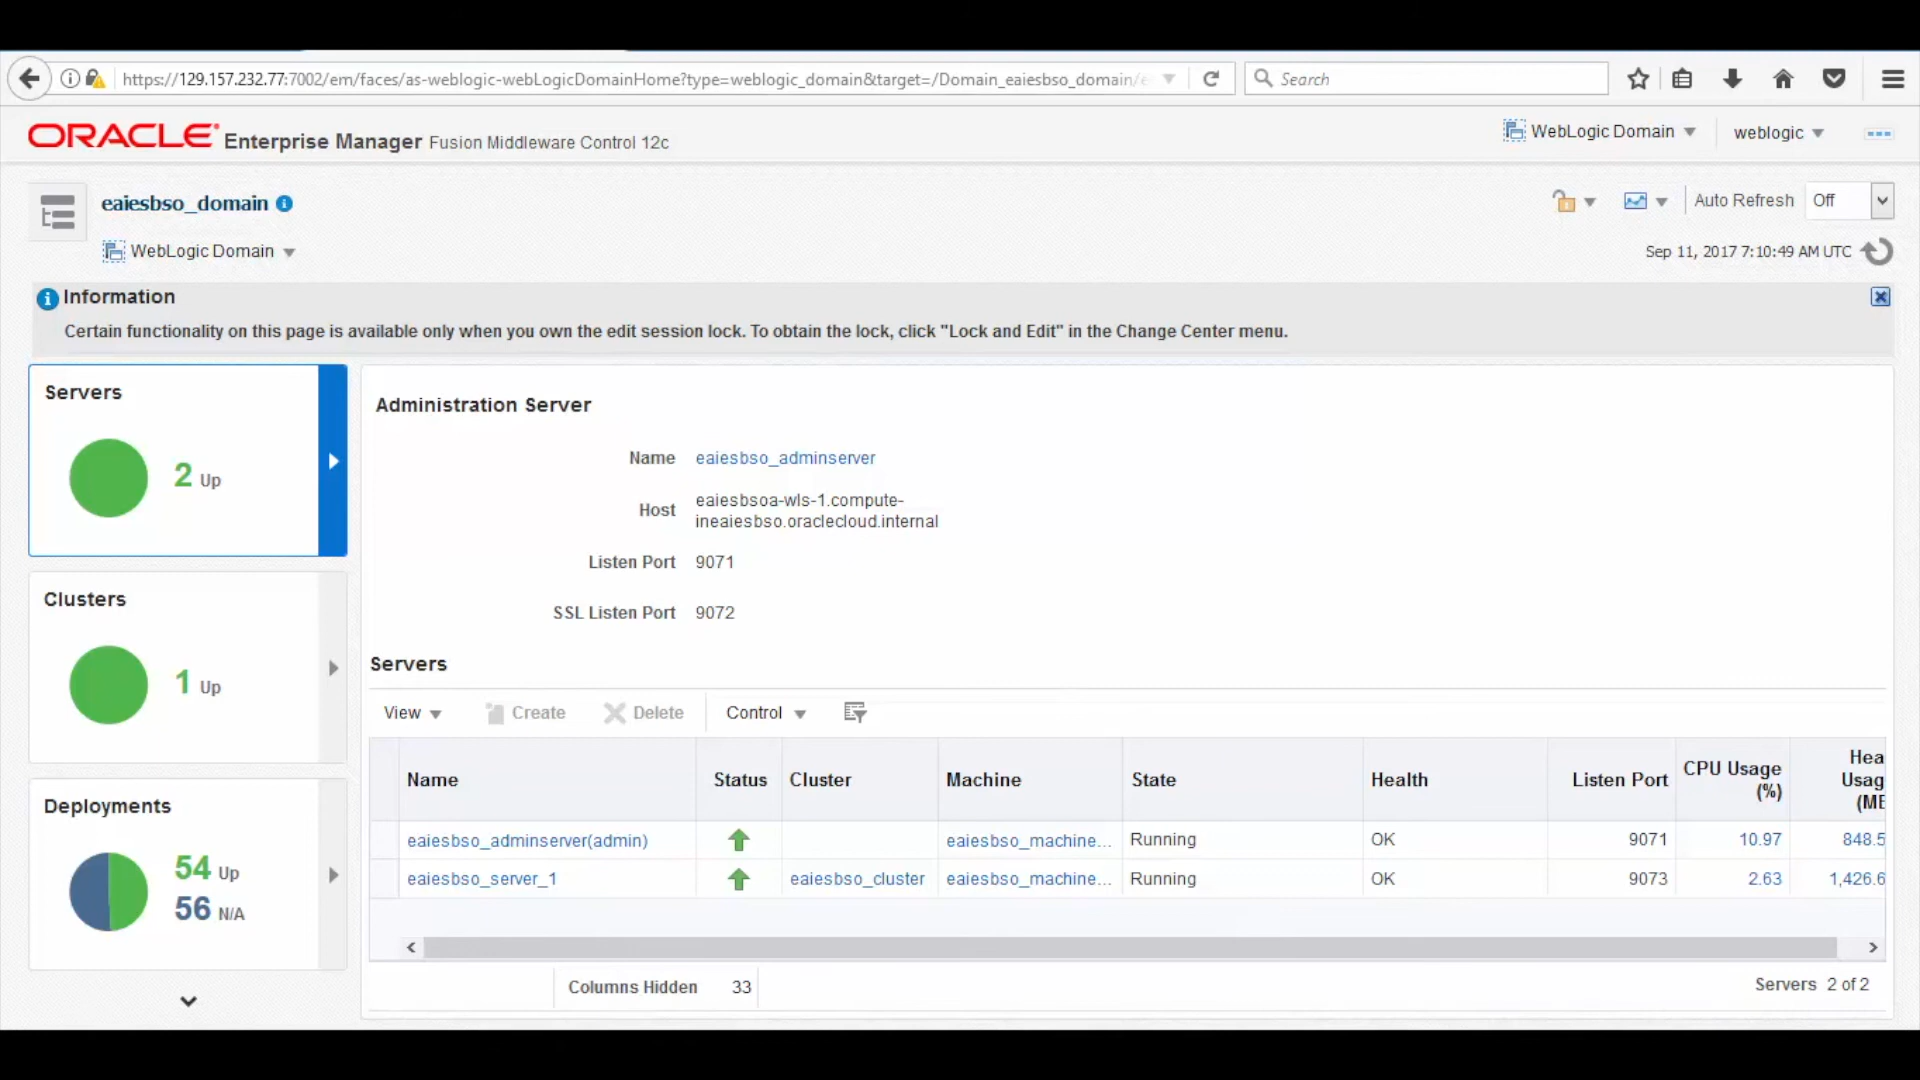 https://129.157.232.77:7002/em/faces/as-weblogic-webLogicDomainHome?type=weblogic_domain&target=/Domain_eaiesbso_domain/e
Search
ORACLE Enterprise Manager Fusion Middleware Control 12c
WebLogic Domain
weblogic
eaiesbso_domain
Auto Refresh Off
WebLogic Domain
Sep 11, 2017 7:10:49 AM UTC
Information
Certain functionality on this page is available only when you own the edit session lock. To obtain the lock, click "Lock and Edit" in the Change Center menu.
Servers
2 Up
Clusters
1 Up
Deployments
54 Up
56 N/A
Administration Server
Name eaiesbso_adminserver
Host eaiesbsoa-wls-1.compute-
ineaiesbso.oraclecloud.internal
Listen Port 9071
SSL Listen Port 9072
Servers
View Create Delete Control
Name Status Cluster Machine State Health Listen Port CPU Usage (%) Hea Usag (ME
eaiesbso_adminserver(admin) eaiesbso_machine... Running OK 9071 10.97 848.5
eaiesbso_server_1 eaiesbso_cluster eaiesbso_machine... Running OK 9073 2.63 1,426.6
Columns Hidden 33
Servers 2 of 2